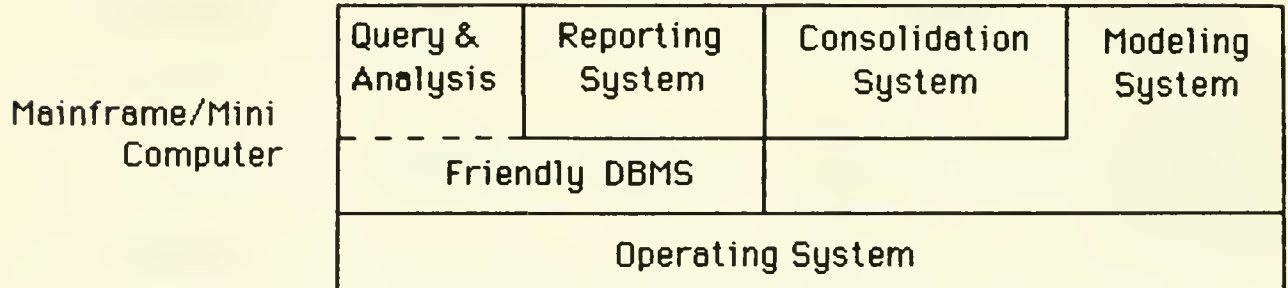 Query &
Analysis
Reporting
System
Consolidation
System
Modeling
System
Mainframe/Mini
Computer
Friendly DBMS
Operating System